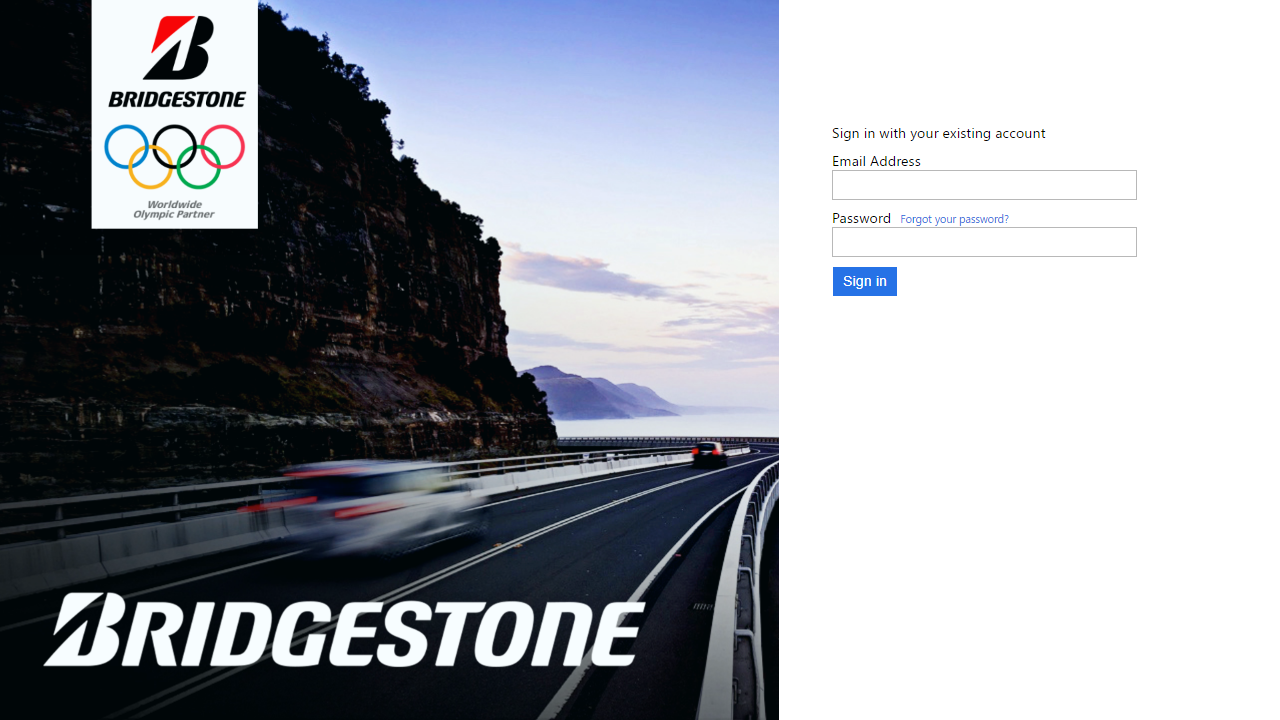 BRIDGESTONE
Worldwide
Olympic Partner
BRIDGESTONE
Sign in with your existing account
Email Address
Password Forgot your password?
Sign in